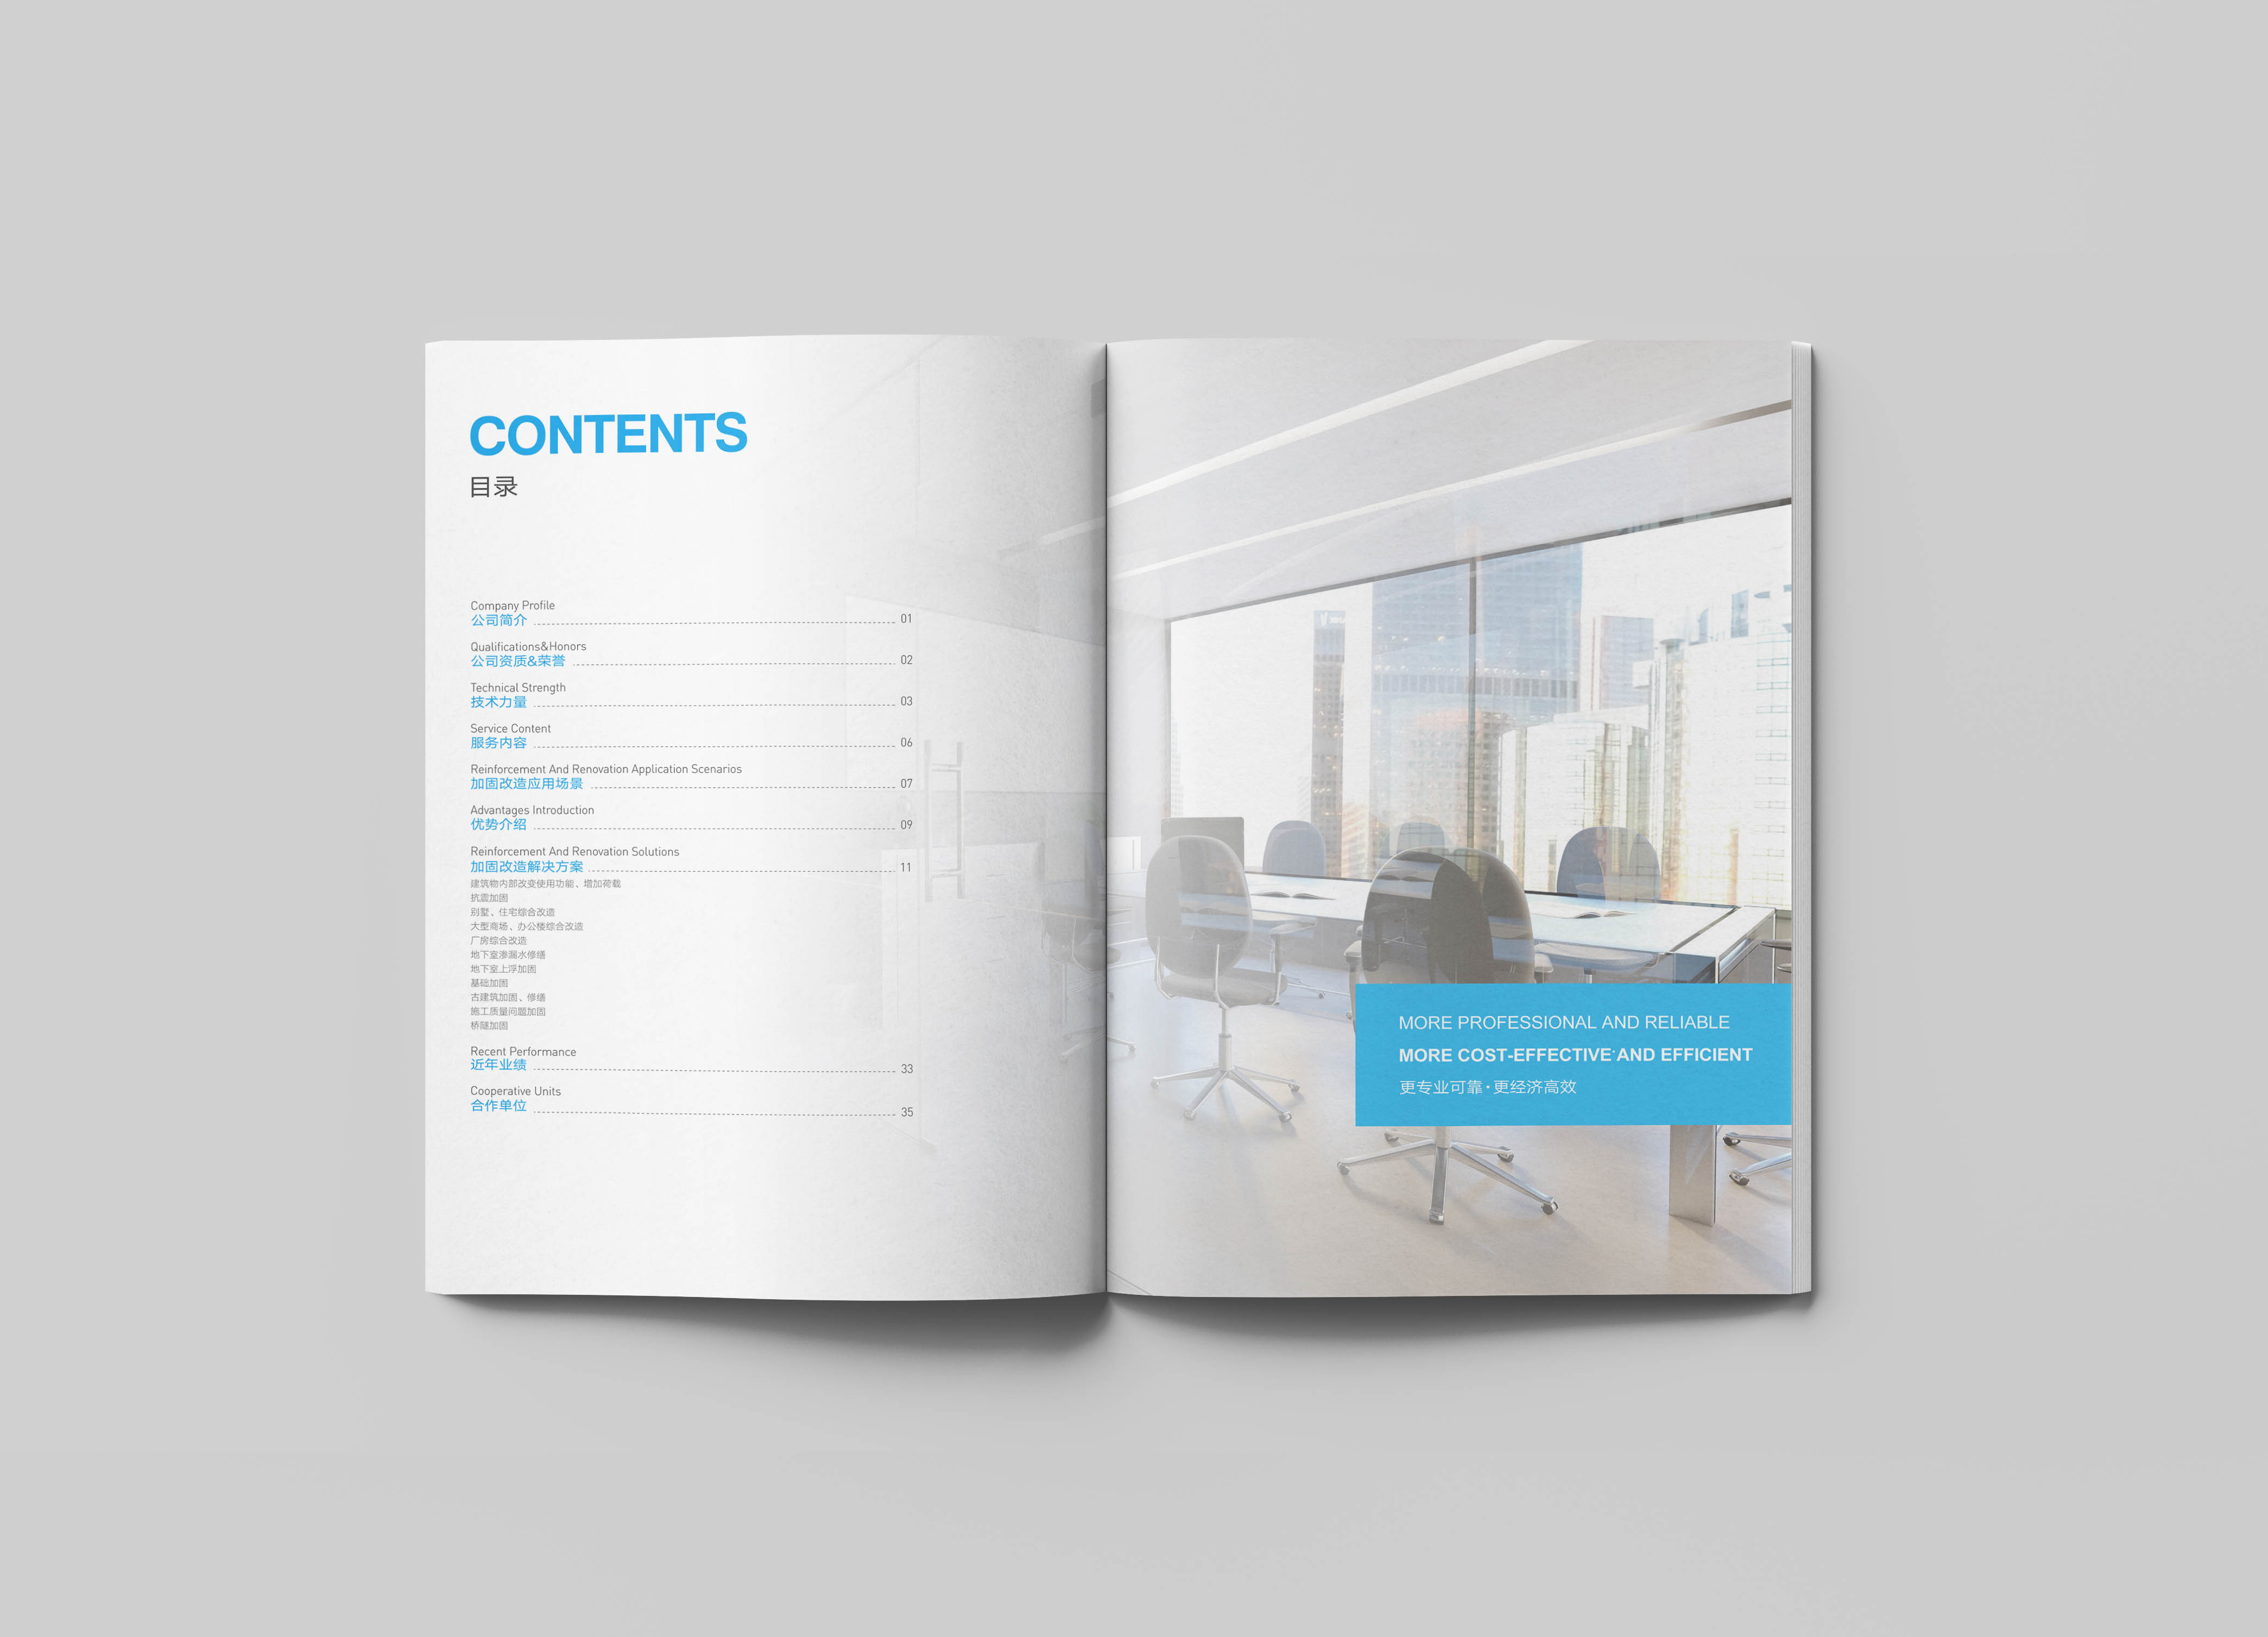 CONTENTS
目录
Company Profile
公司简介 01
Qualifications&Honors
公司资质&荣誉 02
Technical Strength
技术力量 03
Service Content
服务内容 06
Reinforcement And Renovation Application Scenarios
加固改造应用场景 07
Advantages Introduction
优势介绍 09
Reinforcement And Renovation Solutions
加固改造解决方案 11
建筑物内部改变使用功能、增加荷载
抗震加固
别墅、住宅综合改造
大型商场、办公楼综合改造
厂房综合改造
地下室渗漏水修缮
地下室上浮加固
基础加固
古建筑加固、修缮
施工质量问题加固
桥隧加固
Recent Performance
近年业绩 33
Cooperative Units
合作单位 35
MORE PROFESSIONAL AND RELIABLE
MORE COST-EFFECTIVE·AND EFFICIENT
更专业可靠·更经济高效